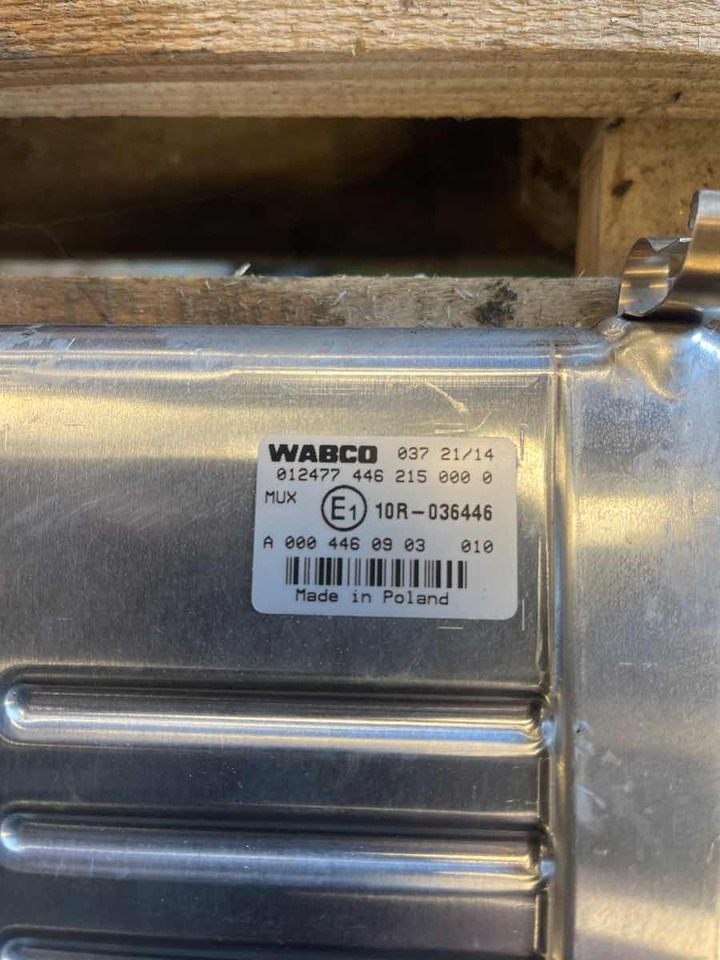 WABCO 037 21/14
012477 446 215 000 0
MUX E1 10R-036446
A 000 446 09 03 010
Made in Poland